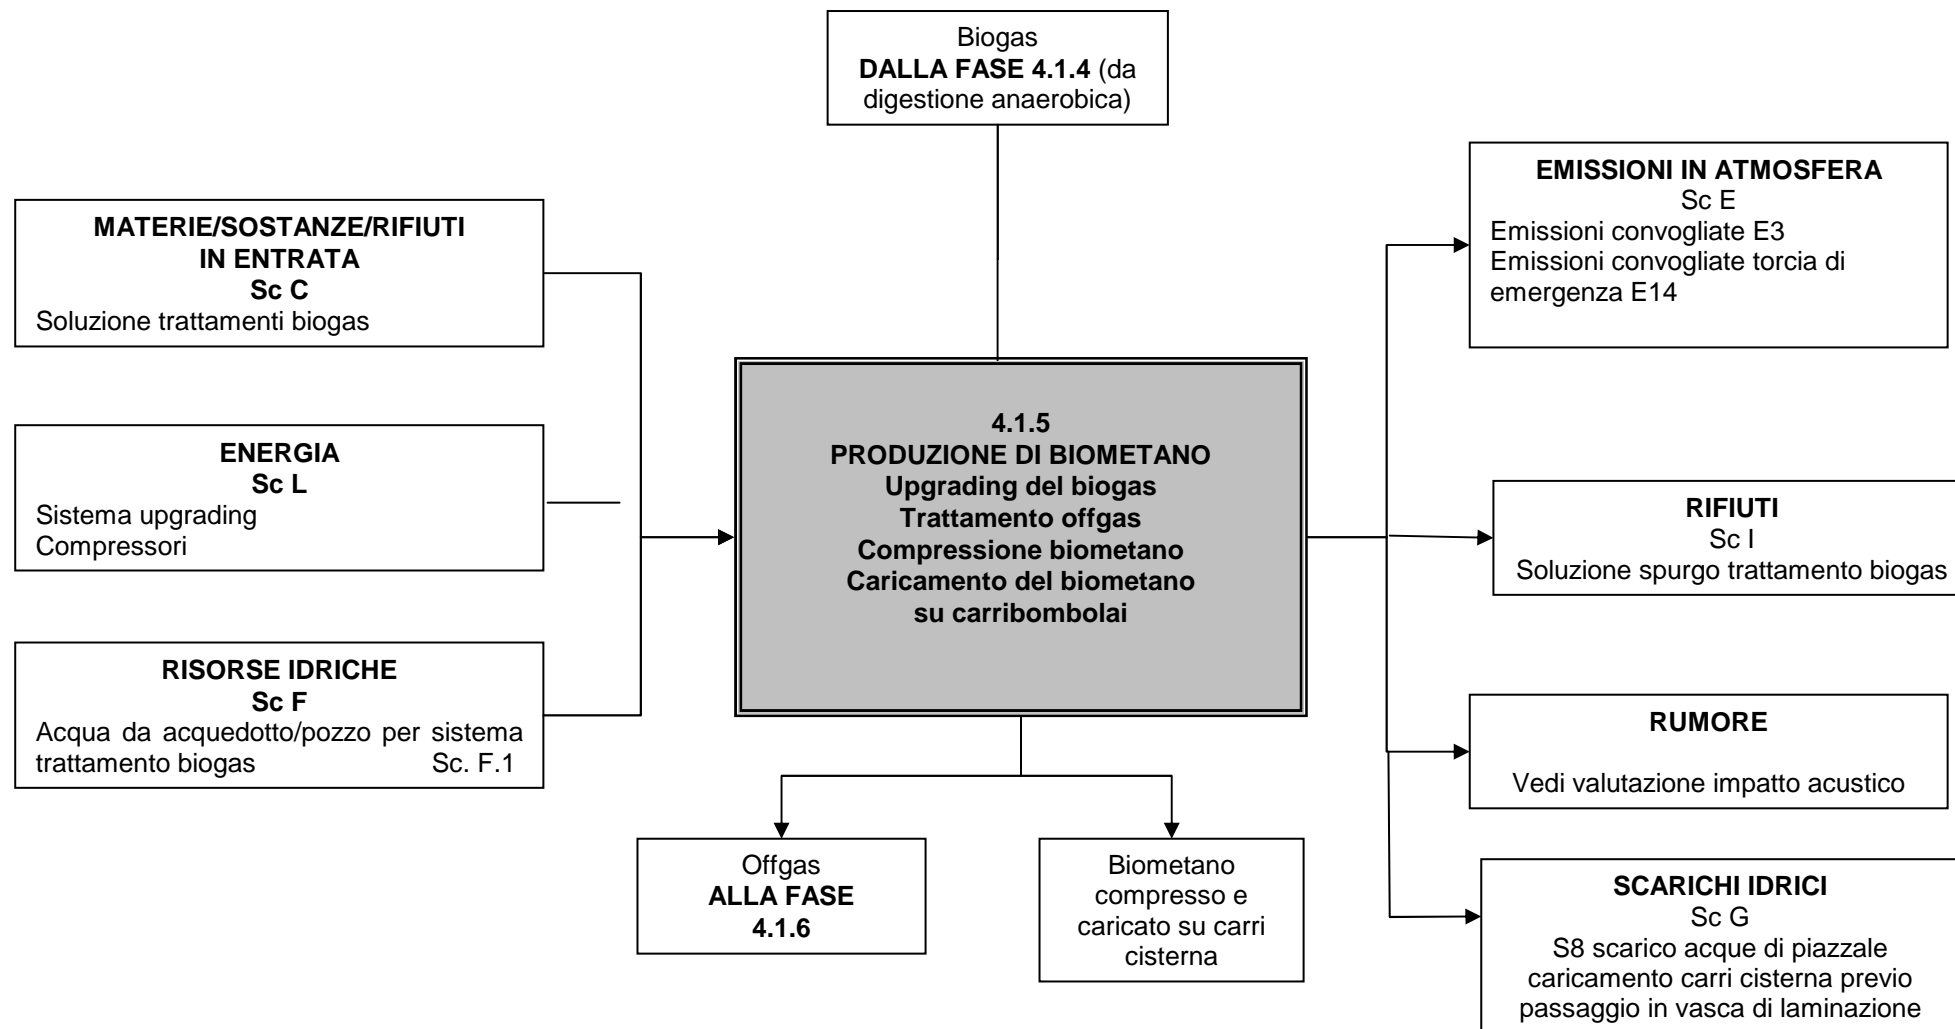 Biogas
DALLA FASE 4.1.4 (da
digestione anaerobica)
MATERIE/SOSTANZE/RIFIUTI
IN ENTRATA
Sc C
Soluzione trattamenti biogas
ENERGIA
Sc L
Sistema upgrading
Compressori
RISORSE IDRICHE
Sc F
Acqua da acquedotto/pozzo per sistema
trattamento biogas Sc. F.1
4.1.5
PRODUZIONE DI BIOMETANO
Upgrading del biogas
Trattamento offgas
Compressione biometano
Caricamento del biometano
su carribombolai
Offgas
ALLA FASE
4.1.6
Biometano
compresso e
caricato su carri
cisterna
EMISSIONI IN ATMOSFERA
Sc E
Emissioni convogliate E3
Emissioni convogliate torcia di
emergenza E14
RIFIUTI
Sc I
Soluzione spurgo trattamento biogas
RUMORE
Vedi valutazione impatto acustico
SCARICHI IDRICI
Sc G
S8 scarico acque di piazzale
caricamento carri cisterna previo
passaggio in vasca di laminazione